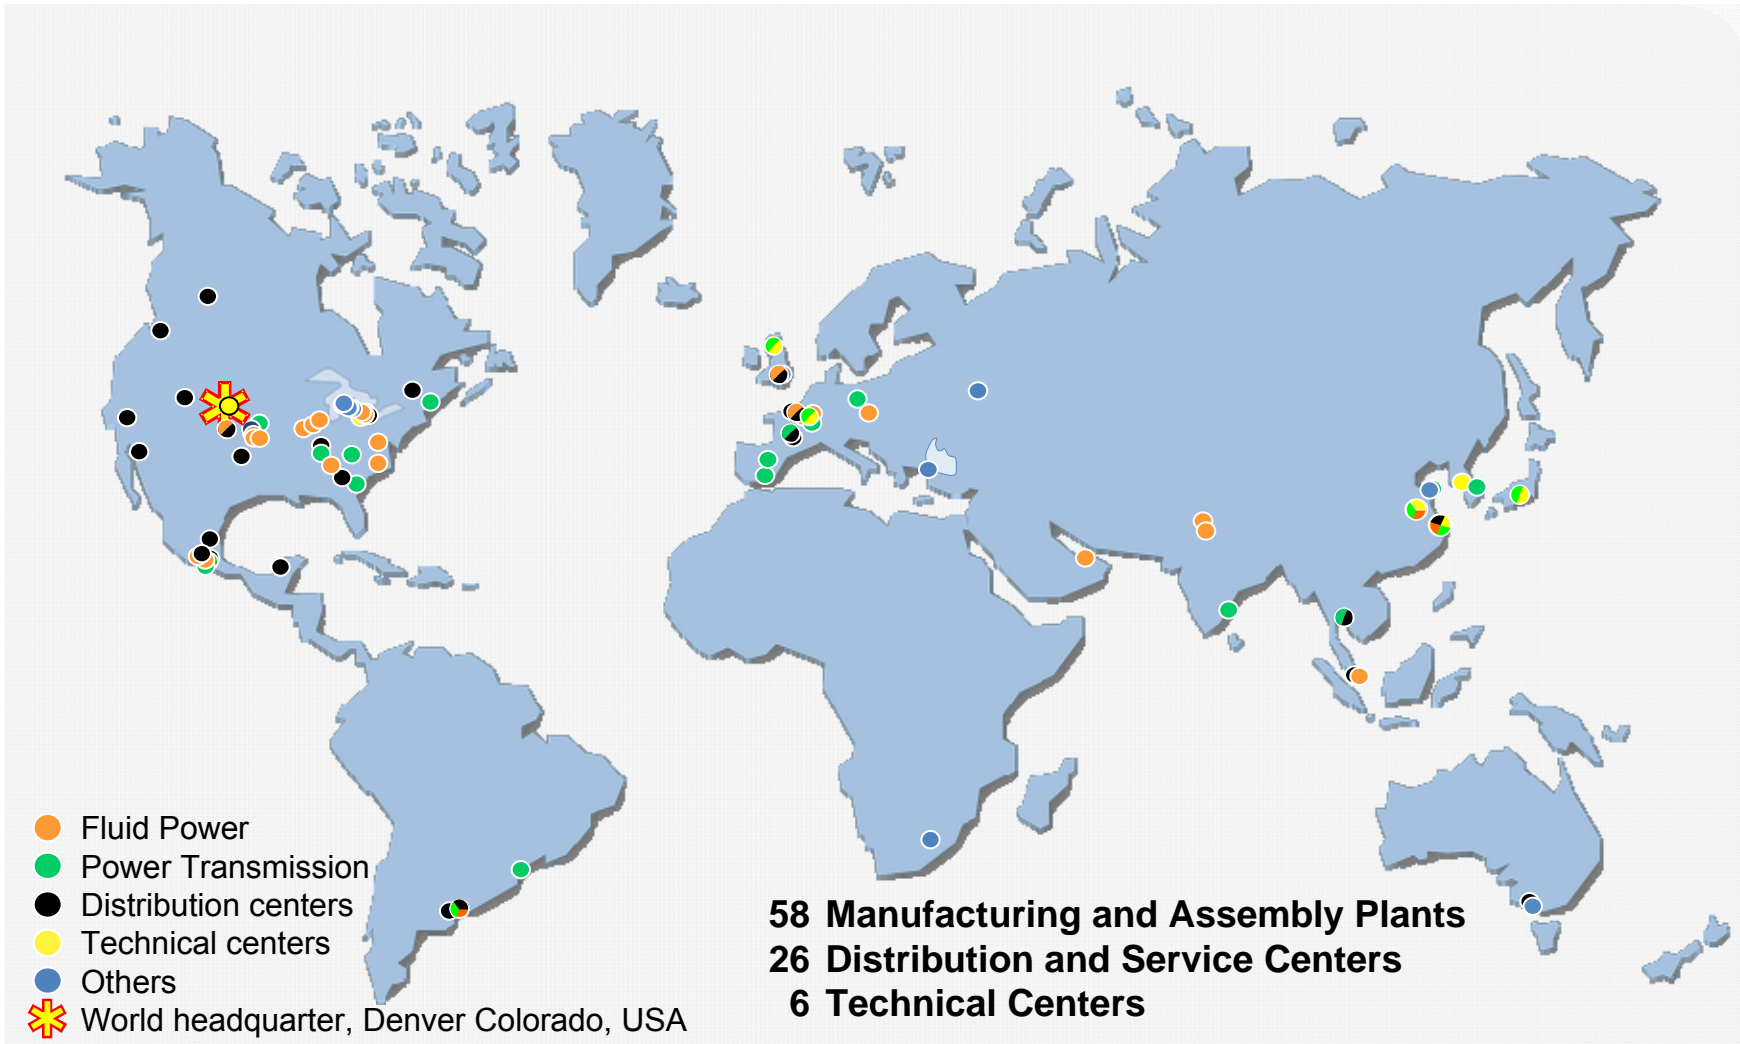 Fluid Power
Power Transmission
Distribution centers
Technical centers
Others
World headquarter, Denver Colorado, USA
58 Manufacturing and Assembly Plants
26 Distribution and Service Centers
6 Technical Centers